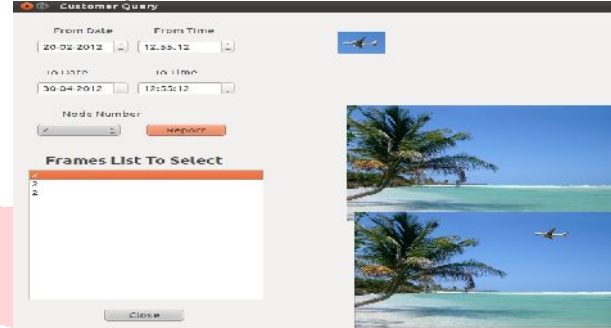 Customer Query
From Date From Time
20-02-2012 12:55:12
To Date To Time
30-04-2012 12:55:12
Node Number
Report
Frames List To Select
2
2
Close